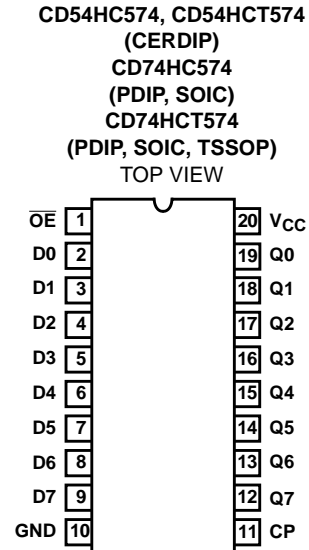 CD54HC574, CD54HCT574
(CERDIP)
CD74HC574
(PDIP, SOIC)
CD74HCT574
(PDIP, SOIC, TSSOP)
TOP VIEW
OE 1 20 VCC
D0 2 19 Q0
D1 3 18 Q1
D2 4 17 Q2
D3 5 16 Q3
D4 6 15 Q4
D5 7 14 Q5
D6 8 13 Q6
D7 9 12 Q7
GND 10 11 CP